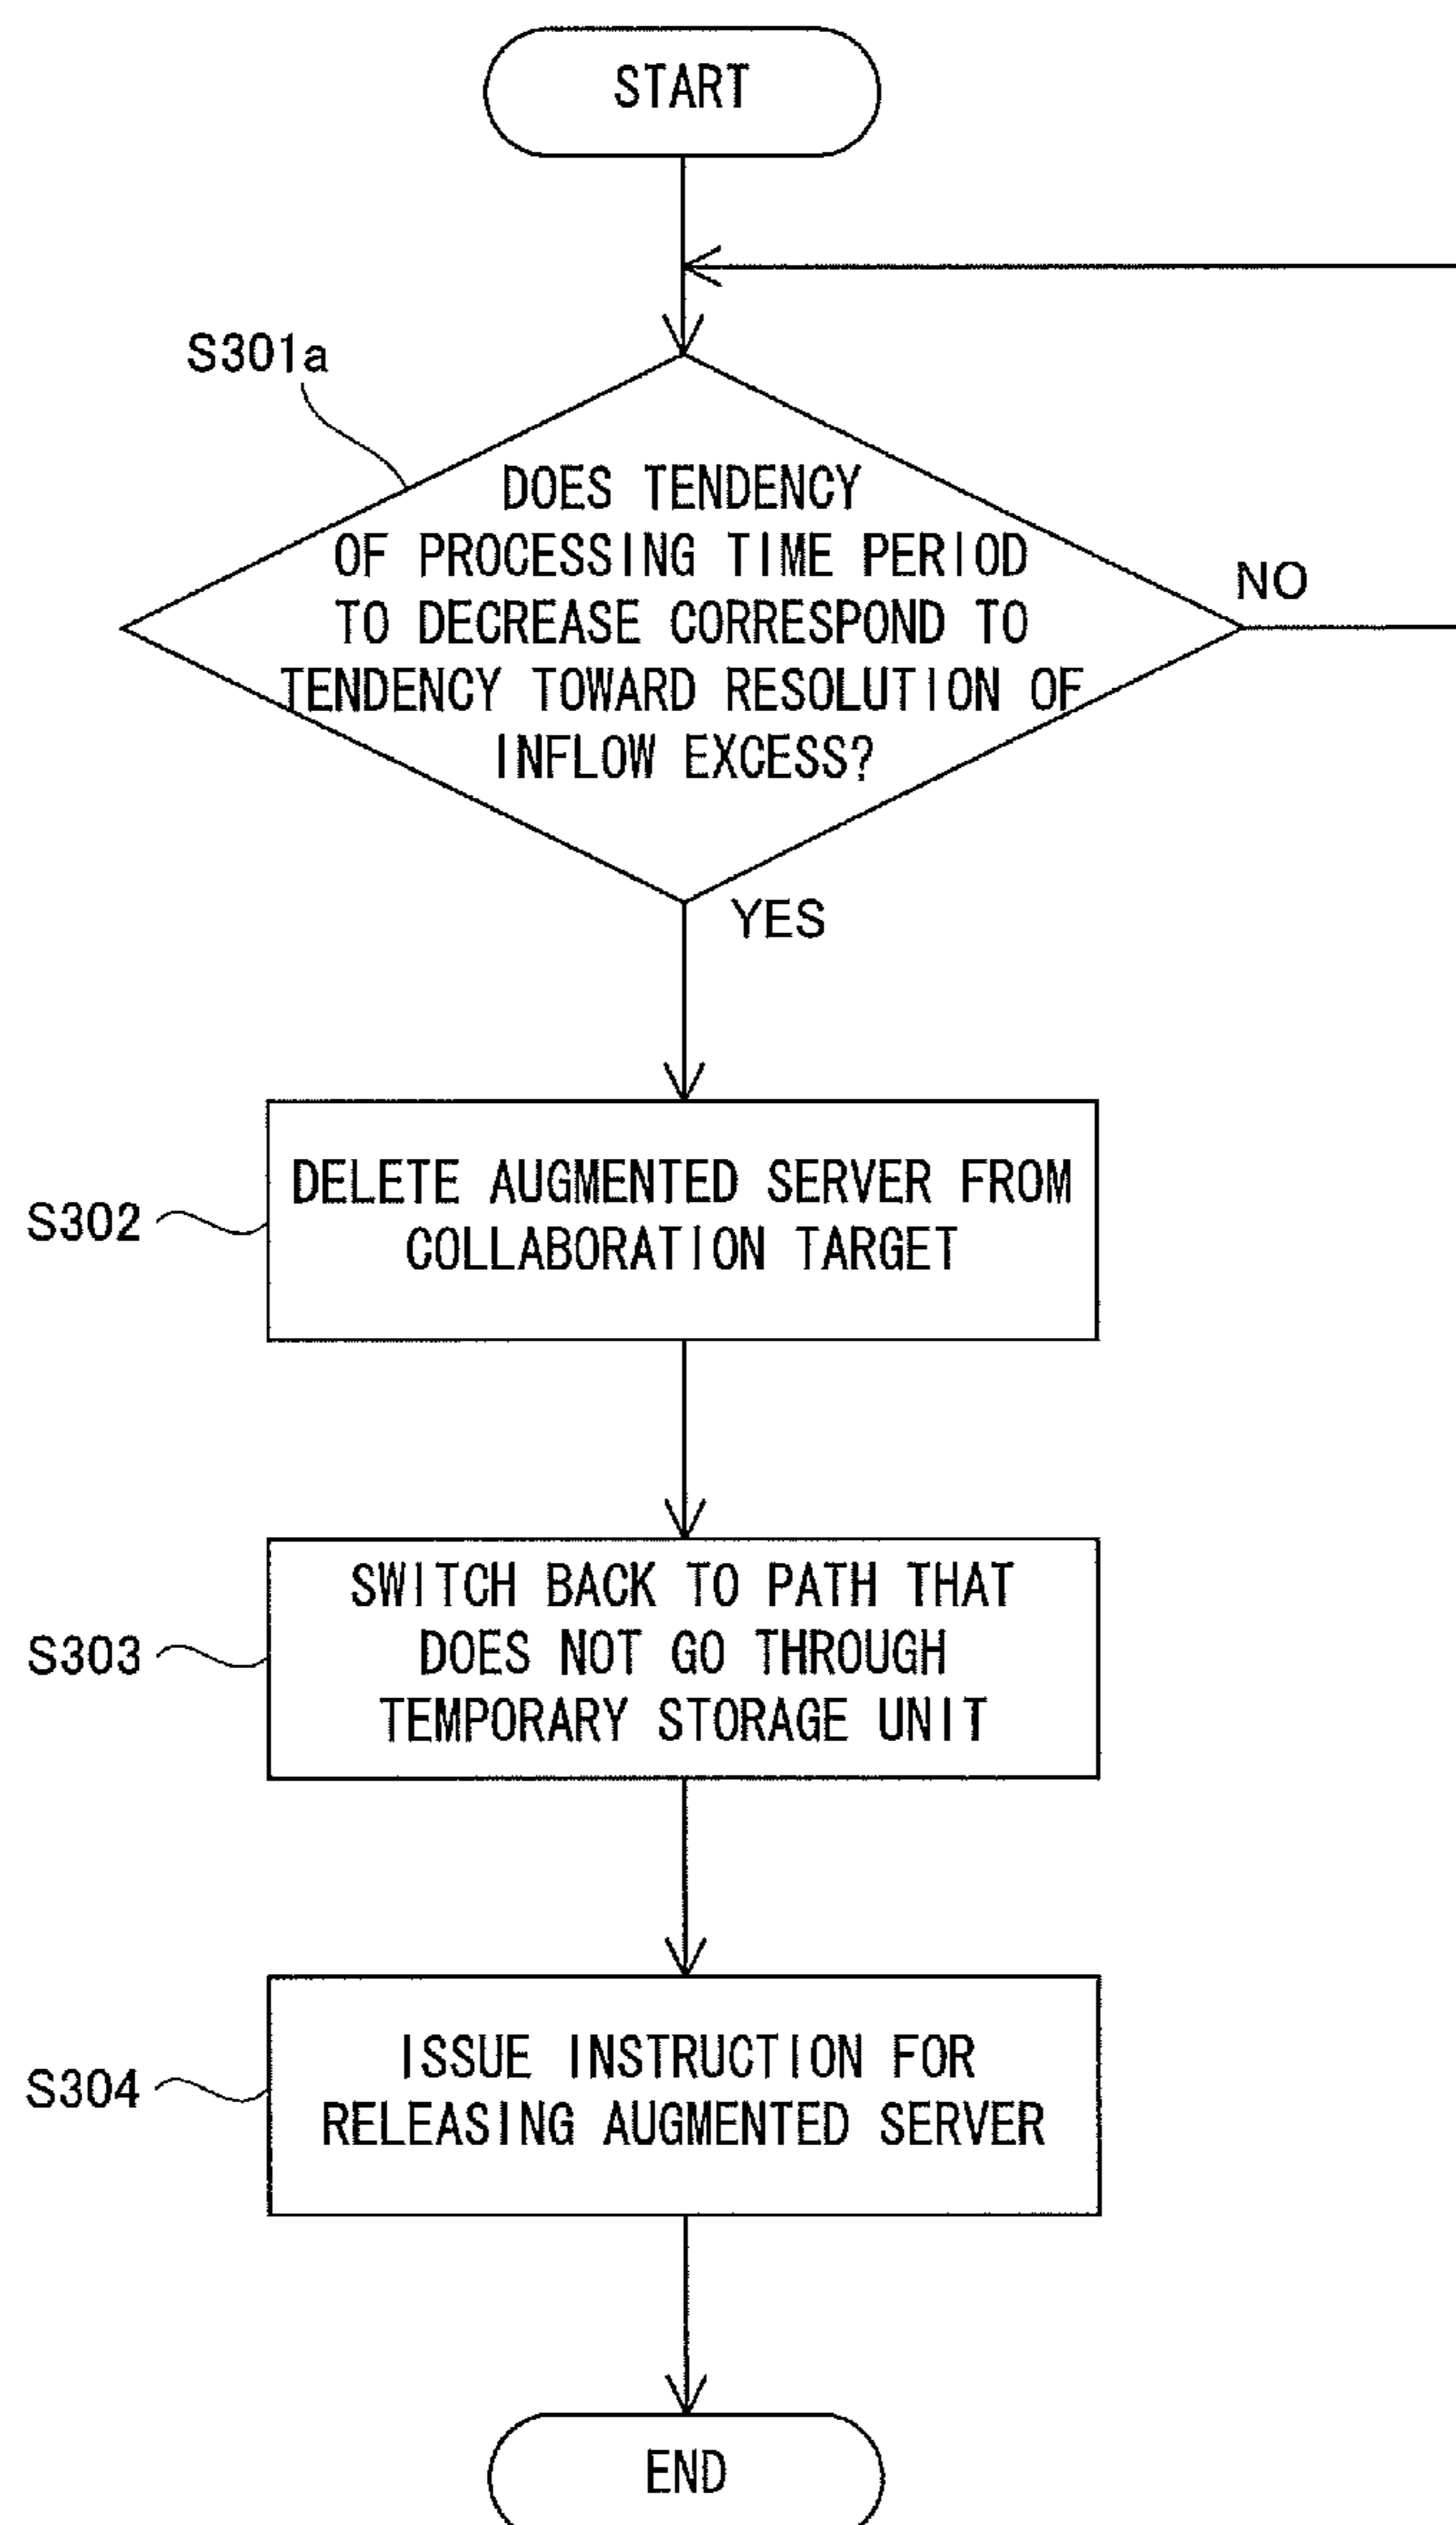 START
S301a
DOES TENDENCY
OF PROCESSING TIME PERIOD
TO DECREASE CORRESPOND TO
TENDENCY TOWARD RESOLUTION OF
INFLOW EXCESS?
NO
YES
S302
DELETE AUGMENTED SERVER FROM
COLLABORATION TARGET
S303
SWITCH BACK TO PATH THAT
DOES NOT GO THROUGH
TEMPORARY STORAGE UNIT
S304
ISSUE INSTRUCTION FOR
RELEASING AUGMENTED SERVER
END